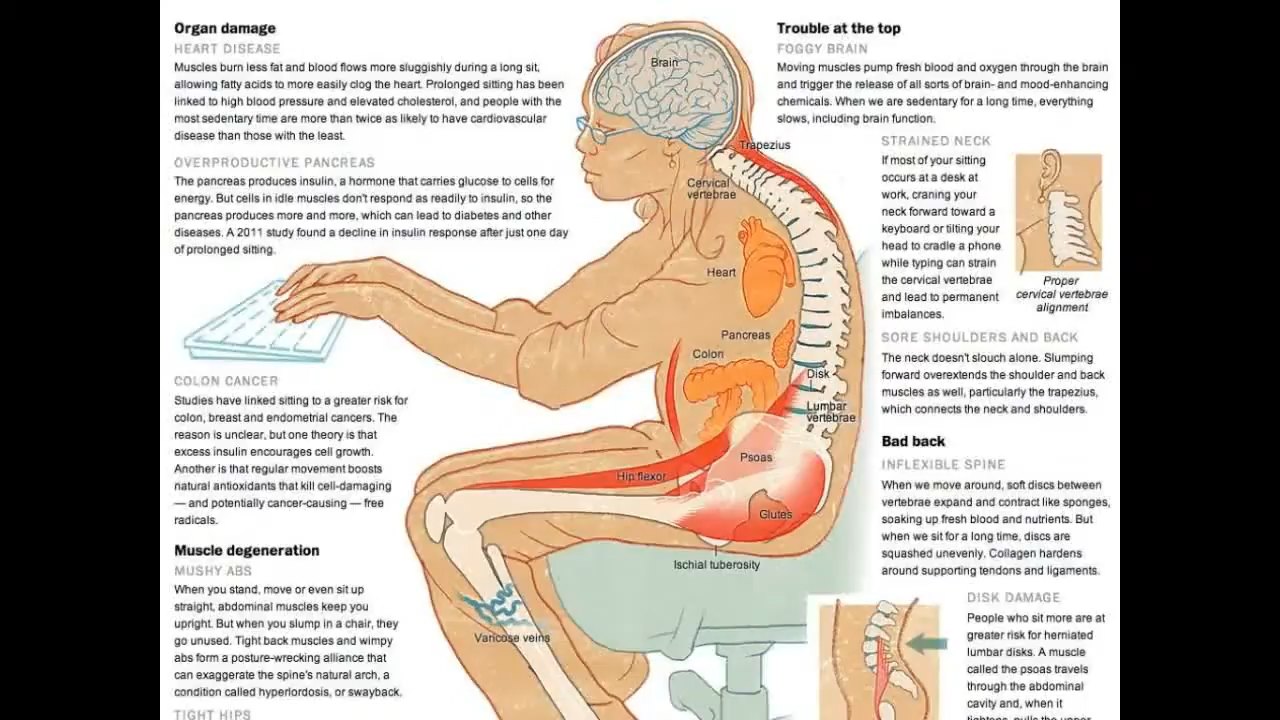 Organ damage
HEART DISEASE
Muscles burn less fat and blood flows more sluggishly during a long sit,
allowing fatty acids to more easily clog the heart. Prolonged sitting has been
linked to high blood pressure and elevated cholesterol, and people with the
most sedentary time are more than twice as likely to have cardiovascular
disease than those with the least.
OVERPRODUCTIVE PANCREAS
The pancreas produces insulin, a hormone that carries glucose to cells for
energy. But cells in idle muscles don't respond as readily to insulin, so the
pancreas produces more and more, which can lead to diabetes and other
diseases. A 2011 study found a decline in insulin response after just one day
of prolonged sitting.
COLON CANCER
Studies have linked sitting to a greater risk for
colon, breast and endometrial cancers. The
reason is unclear, but one theory is that
excess insulin encourages cell growth.
Another is that regular movement boosts
natural antioxidants that kill cell-damaging
— and potentially cancer-causing — free
radicals.
Muscle degeneration
MUSHY ABS
When you stand, move or even sit up
straight, abdominal muscles keep you
upright. But when you slump in a chair, they
go unused. Tight back muscles and wimpy
abs form a posture-wrecking alliance that
can exaggerate the spine's natural arch, a
condition called hyperlordosis, or swayback.
TIGHT HIPS
Brain
Trapezius
Cervical
vertebrae
Heart
Pancreas
Colon
Disk
Lumbar
vertebrae
Psoas
Hip flexor
Glutes
Ischial tuberosity
Varicose veins
Trouble at the top
FOGGY BRAIN
Moving muscles pump fresh blood and oxygen through the brain
and trigger the release of all sorts of brain- and mood-enhancing
chemicals. When we are sedentary for a long time, everything
slows, including brain function.
STRAINED NECK
If most of your sitting
occurs at a desk at
work, craning your
neck forward toward a
keyboard or tilting your
head to cradle a phone
while typing can strain
the cervical vertebrae
and lead to permanent
imbalances.
Proper
cervical vertebrae
alignment
SORE SHOULDERS AND BACK
The neck doesn't slouch alone. Slumping
forward overextends the shoulder and back
muscles as well, particularly the trapezius,
which connects the neck and shoulders.
Bad back
INFLEXIBLE SPINE
When we move around, soft discs between
vertebrae expand and contract like sponges,
soaking up fresh blood and nutrients. But
when we sit for a long time, discs are
squashed unevenly. Collagen hardens
around supporting tendons and ligaments.
DISK DAMAGE
People who sit more are at
greater risk for herniated
lumbar disks. A muscle
called the psoas travels
through the abdominal
cavity and, when it
tightens, pulls the upper